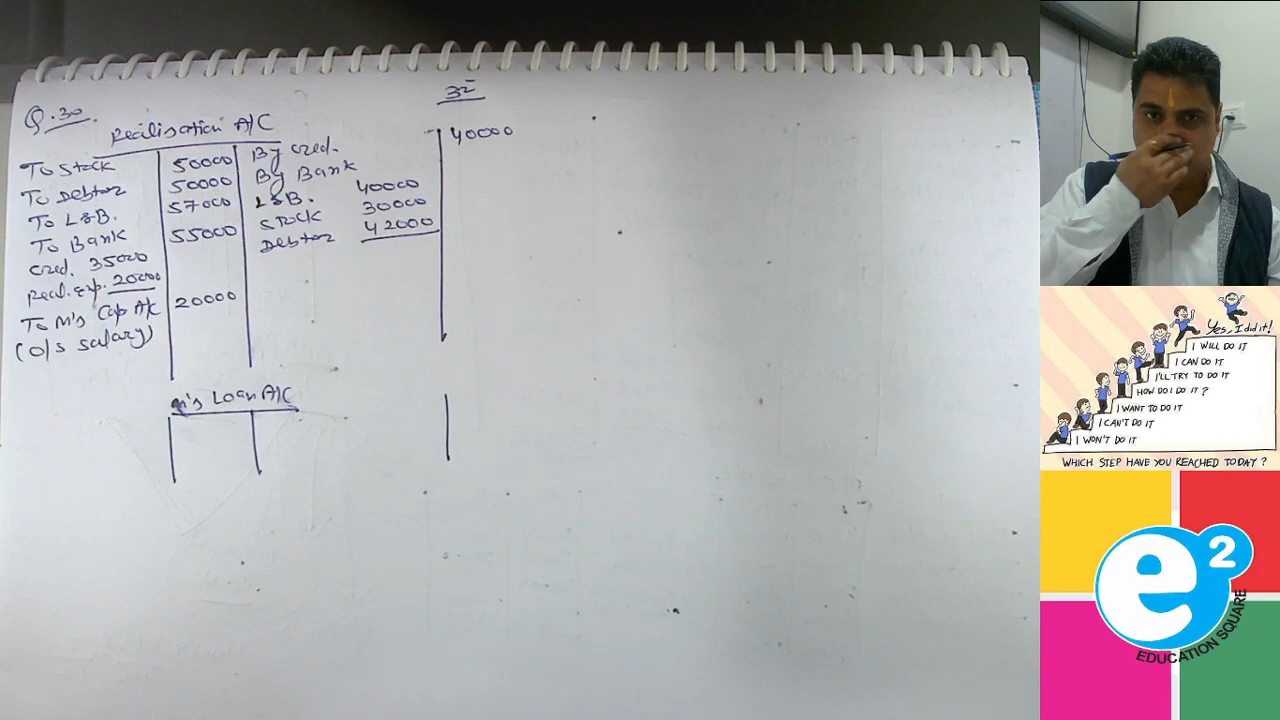 32
Q.30
Realisation A/C
To Stock 50000 By cred. 40000
To Debtor 50000 By Bank
To L&B. 57000 L&B. 40000
To Bank 55000 Stock 30000
cred. 35000 Debtor 42000
Real. exp. 20000
To M's Cap A/C 20000
(O/s salary)
M's Loan A/C
Yes, I did it!
I WILL DO IT
I CAN DO IT
I'LL TRY TO DO IT
HOW DO I DO IT?
I WANT TO DO IT
I CAN'T DO IT
I WON'T DO IT
WHICH STEP HAVE YOU REACHED TODAY?
e2
EDUCATION SQUARE